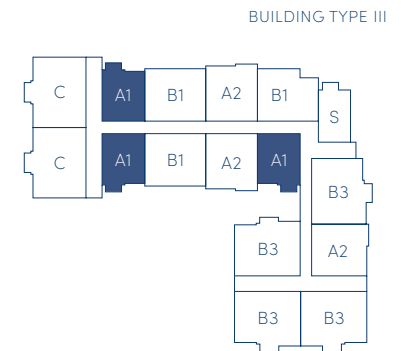 BUILDING TYPE III
C A1 B1 A2 B1
S
C A1 B1 A2 A1
B3
B3 A2
B3 B3